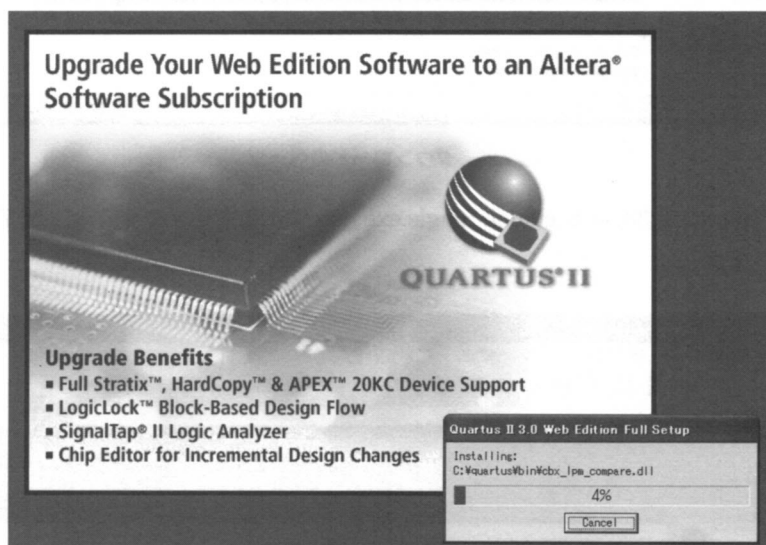 Upgrade Your Web Edition Software to an Altera®
Software Subscription
QUARTUS® II
Upgrade Benefits
▪ Full Stratix™, HardCopy™ & APEX™ 20KC Device Support
▪ LogicLock™ Block-Based Design Flow
▪ SignalTap® II Logic Analyzer
▪ Chip Editor for Incremental Design Changes
Quartus II 3.0 Web Edition Full Setup
Installing:
C:¥quartus¥bin¥cbx_lpm_compare.dll
4%
Cancel